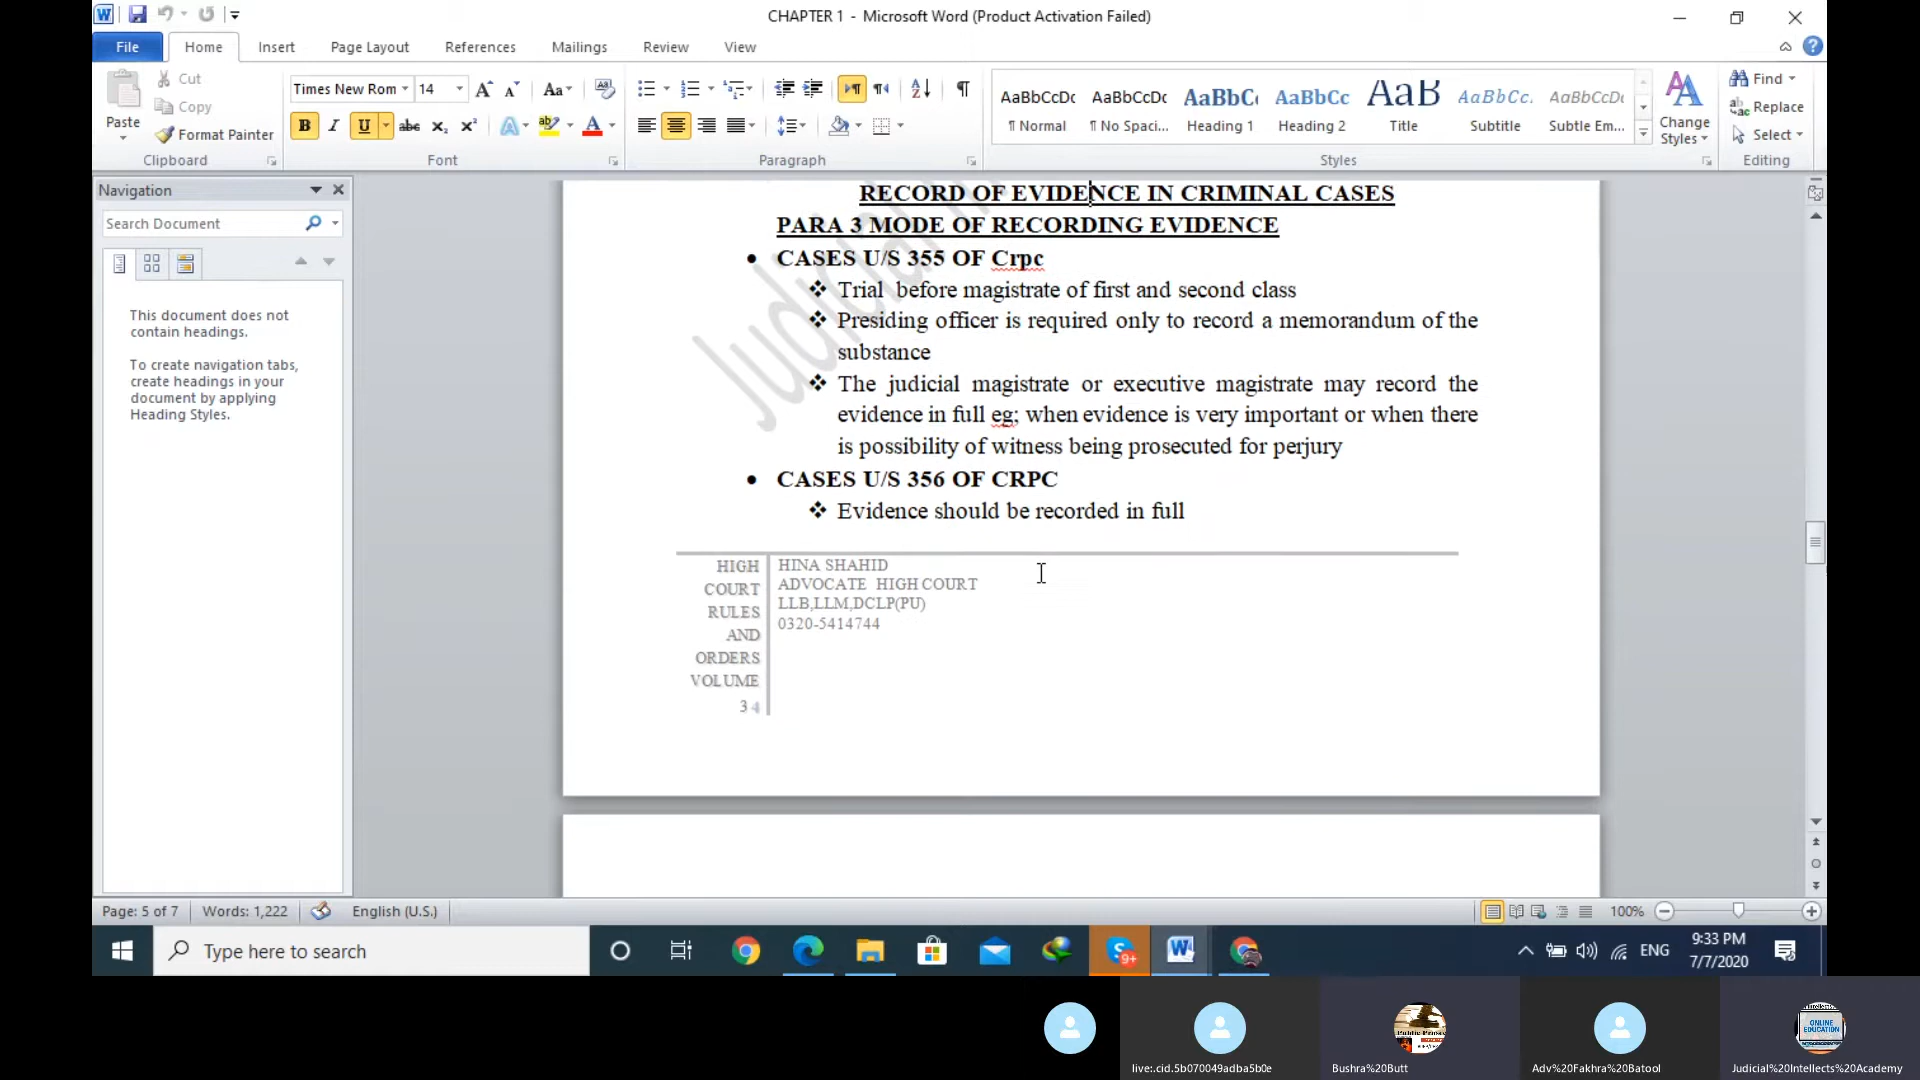 CHAPTER 1 - Microsoft Word (Product Activation Failed)
File Home Insert Page Layout References Mailings Review View
Paste
Cut
Copy
Format Painter
Clipboard
Times New Rom 14
Font
Paragraph
AaBbCcDc AaBbCcDc AaBbC AaBbCc AaB AaBbCc. AaBbCcDc
¶ Normal ¶ No Spaci... Heading 1 Heading 2 Title Subtitle Subtle Em...
Change
Styles
Styles
Find
Replace
Select
Editing
Navigation
Search Document
This document does not
contain headings.
To create navigation tabs,
create headings in your
document by applying
Heading Styles.
Judicial
RECORD OF EVIDENCE IN CRIMINAL CASES
PARA 3 MODE OF RECORDING EVIDENCE
• CASES U/S 355 OF Crpc
❖ Trial before magistrate of first and second class
❖ Presiding officer is required only to record a memorandum of the
substance
❖ The judicial magistrate or executive magistrate may record the
evidence in full eg; when evidence is very important or when there
is possibility of witness being prosecuted for perjury
• CASES U/S 356 OF CRPC
❖ Evidence should be recorded in full
HIGH
COURT
RULES
AND
ORDERS
VOLUME
3 4
HINA SHAHID
ADVOCATE HIGH COURT
LLB,LLM,DCLP(PU)
0320-5414744
Page: 5 of 7 Words: 1,222 English (U.S.) 100%
Type here to search
9+
ENG
9:33 PM
7/7/2020
ONLINE
EDUCATION
live:.cid.5b070049adba5b0e
Bushra%20Butt
Adv%20Fakhra%20Batool
Judicial%20Intellects%20Academy